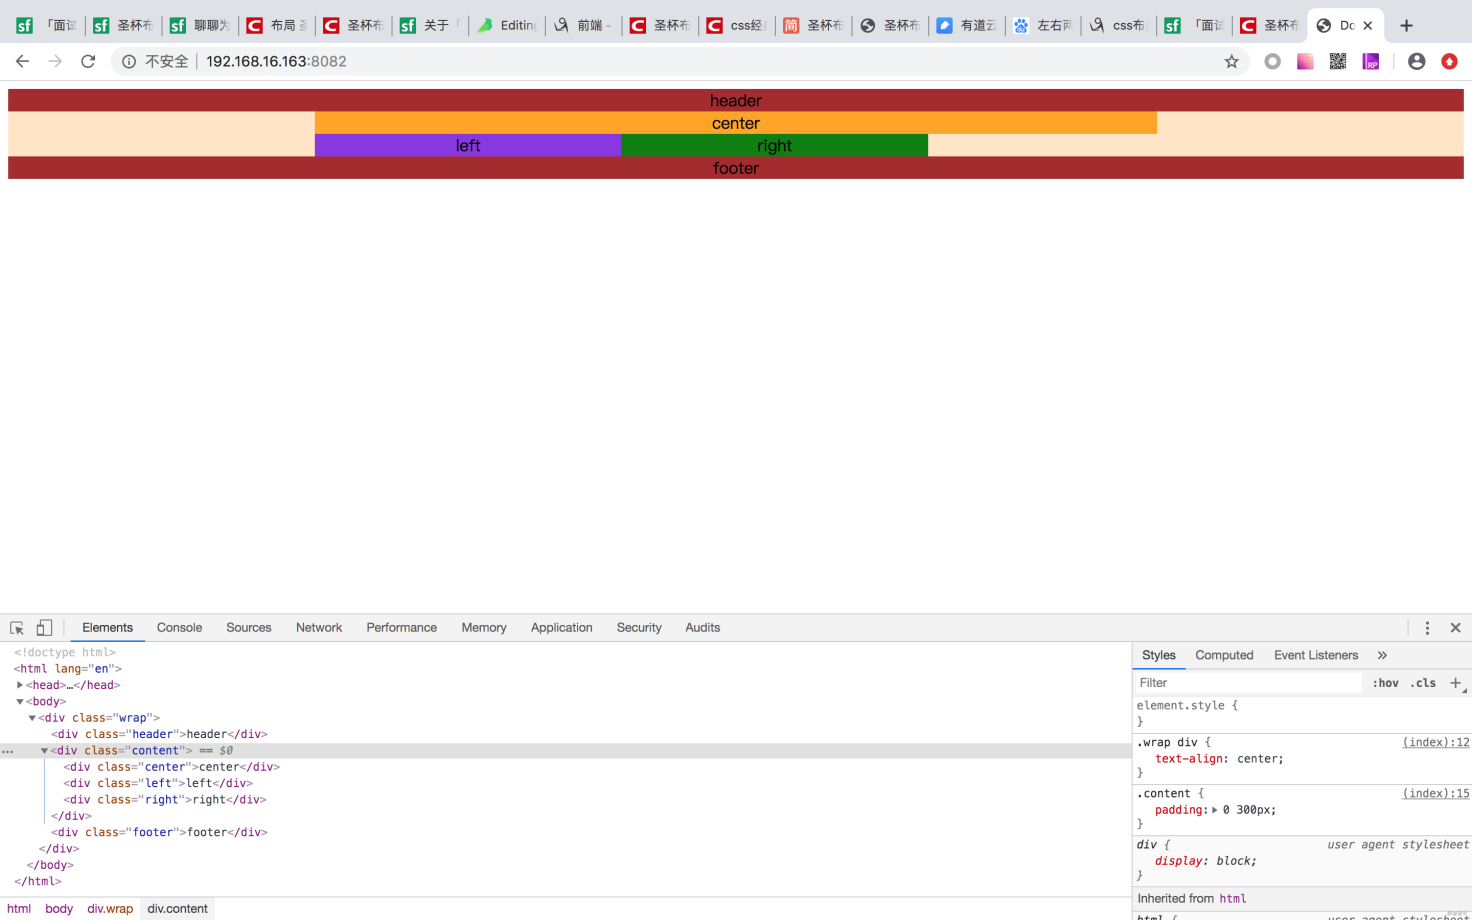 「面试 圣杯布 聊聊为 布局 圣 圣杯布 关于「 Editing 前端 - 圣杯布 css经典 圣杯布 圣杯布 有道云 左右两 css布局 「面试 圣杯布 Do
不安全 192.168.16.163:8082
header
center
left right
footer
Elements Console Sources Network Performance Memory Application Security Audits
<!doctype html>
<html lang="en">
<head>…</head>
<body>
<div class="wrap">
<div class="header">header</div>
<div class="content"> == $0
<div class="center">center</div>
<div class="left">left</div>
<div class="right">right</div>
</div>
<div class="footer">footer</div>
</div>
</body>
</html>
html body div.wrap div.content
Styles Computed Event Listeners »
Filter :hov .cls +
element.style {
}
.wrap div { (index):12
text-align: center;
}
.content { (index):15
padding: 0 300px;
}
div { user agent stylesheet
display: block;
}
Inherited from html
html { user agent stylesheet